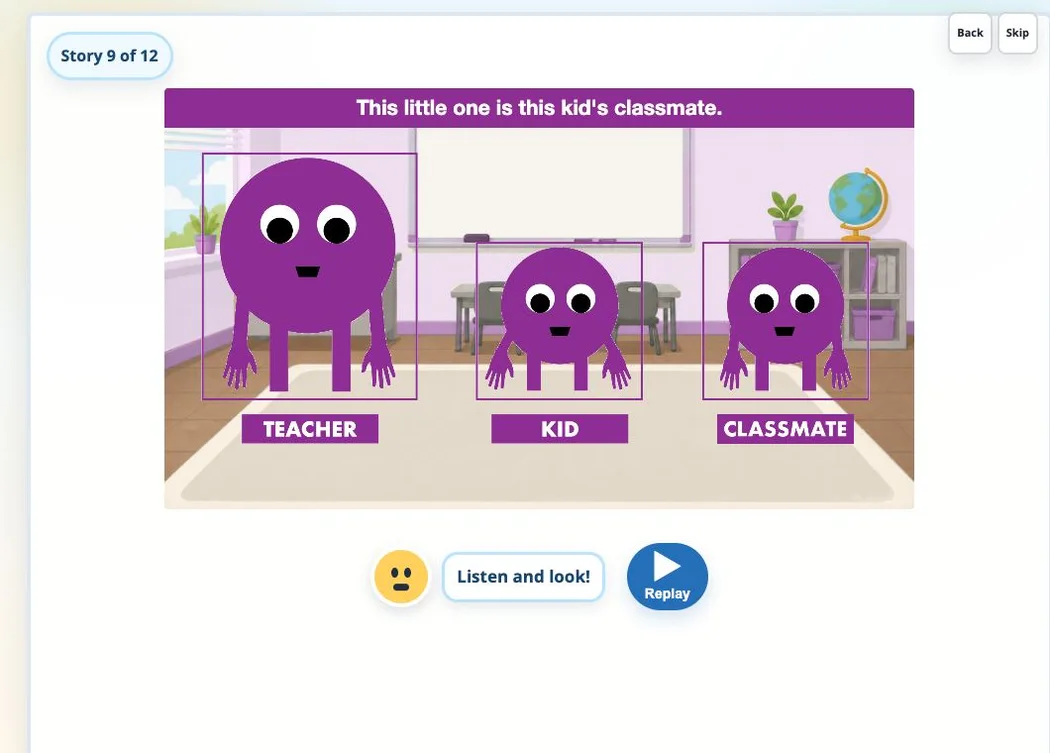 Story 9 of 12
Back
Skip
This little one is this kid's classmate.
TEACHER
KID
CLASSMATE
Listen and look!
Replay